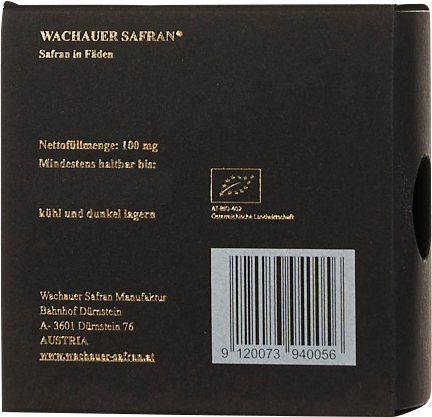 WACHAUER SAFRAN®
Safran in Fäden
Nettofüllmenge: 100 mg
Mindestens haltbar bis:
kühl und dunkel lagern
AT-BIO-402
Österreichische Landwirtschaft
Wachauer Safran Manufaktur
Bahnhof Dürnstein
A- 3601 Dürnstein 76
AUSTRIA
www.wachauer-safran.at
9 120073 940056